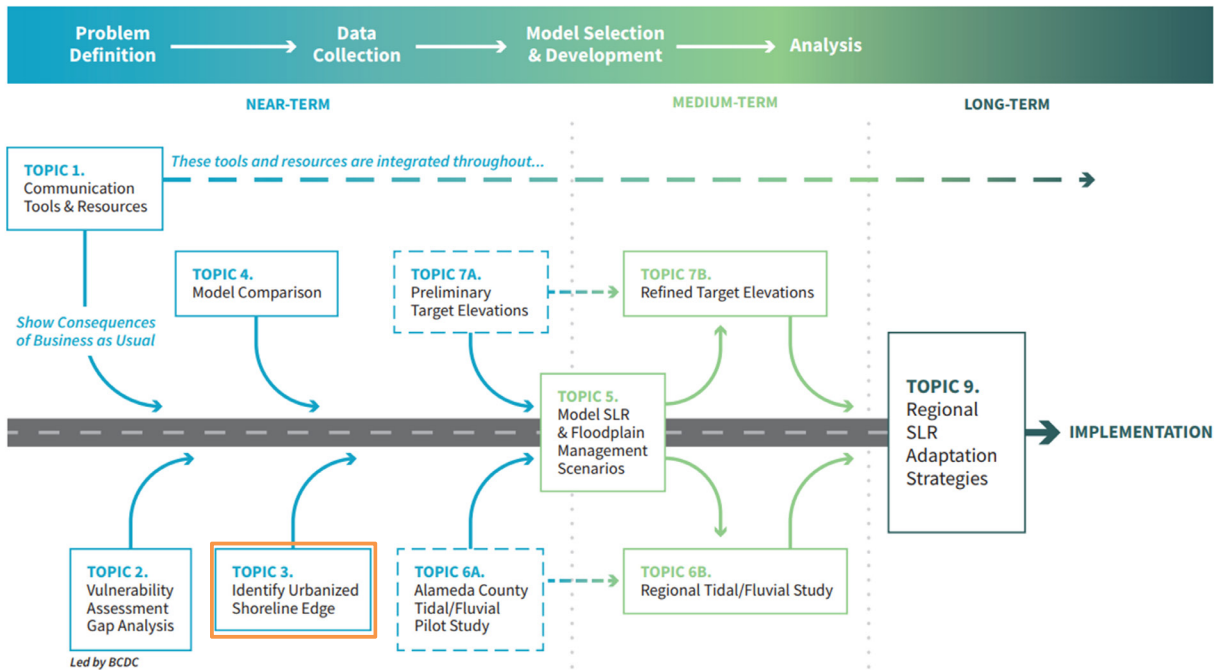 Problem
Definition
Data
Collection
Model Selection
& Development
Analysis
NEAR-TERM
MEDIUM-TERM
LONG-TERM
TOPIC 1.
Communication
Tools & Resources
These tools and resources are integrated throughout...
TOPIC 4.
Model Comparison
TOPIC 7A.
Preliminary
Target Elevations
TOPIC 7B.
Refined Target Elevations
Show Consequences
of Business as Usual
TOPIC 5.
Model SLR
& Floodplain
Management
Scenarios
TOPIC 9.
Regional
SLR
Adaptation
Strategies
IMPLEMENTATION
TOPIC 2.
Vulnerability
Assessment
Gap Analysis
Led by BCDC
TOPIC 3.
Identify Urbanized
Shoreline Edge
TOPIC 6A.
Alameda County
Tidal/Fluvial
Pilot Study
TOPIC 6B.
Regional Tidal/Fluvial Study